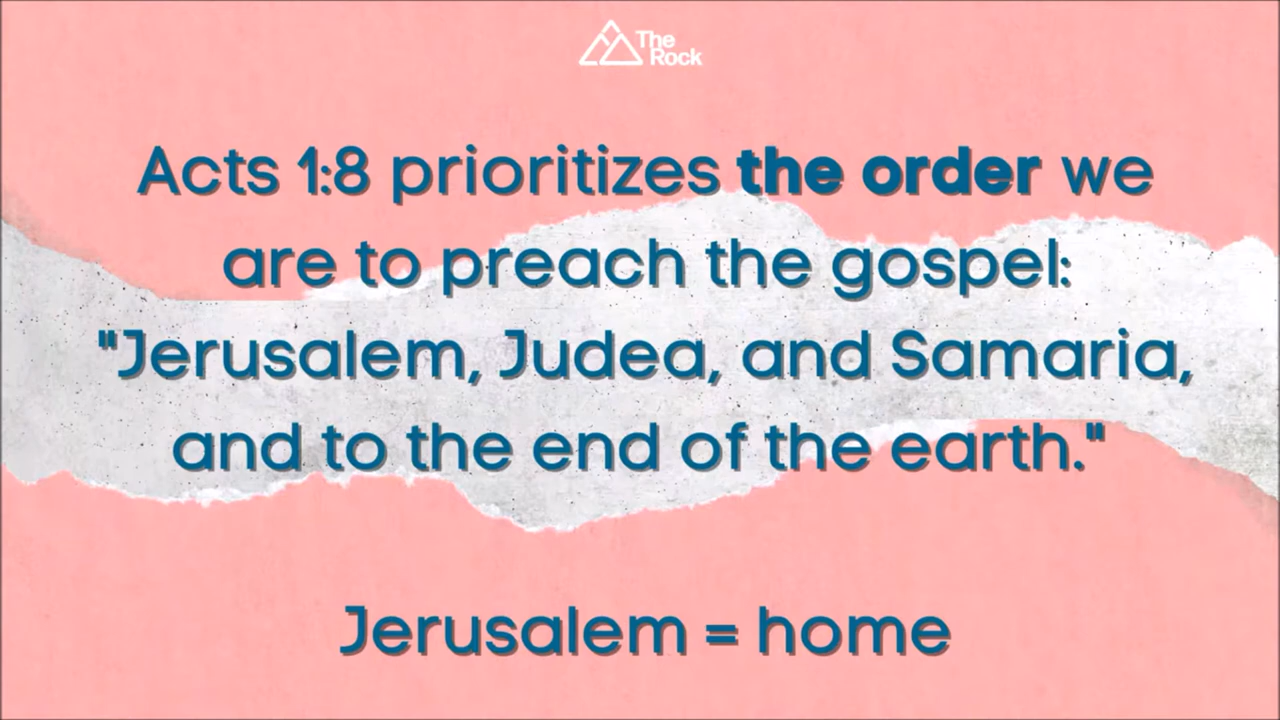 The
Rock
Acts 1:8 prioritizes the order we
are to preach the gospel:
"Jerusalem, Judea, and Samaria,
and to the end of the earth."
Jerusalem = home